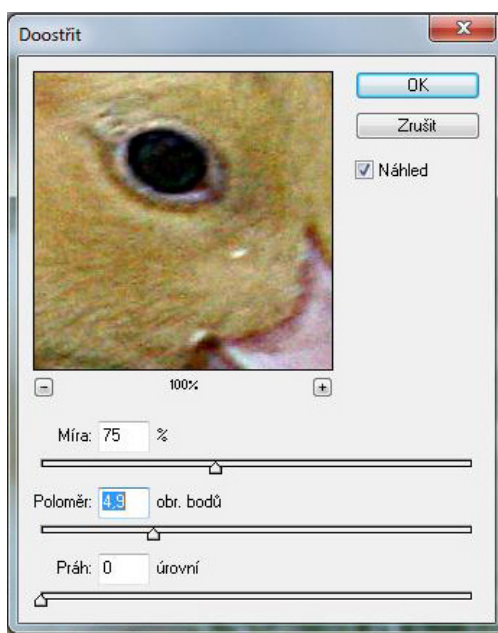 Doostřit
OK
Zrušit
Náhled
100%
Míra: 75 %
Poloměr: 4,9 obr. bodů
Práh: 0 úrovní